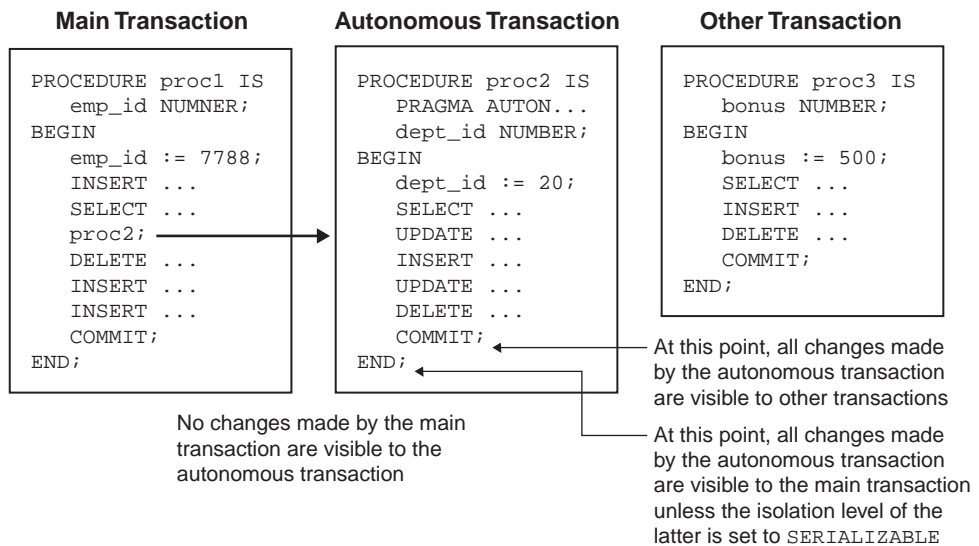 Main Transaction
PROCEDURE proc1 IS
emp_id NUMNER;
BEGIN
emp_id := 7788;
INSERT ...
SELECT ...
proc2;
DELETE ...
INSERT ...
INSERT ...
COMMIT;
END;
Autonomous Transaction
PROCEDURE proc2 IS
PRAGMA AUTON...
dept_id NUMBER;
BEGIN
dept_id := 20;
SELECT ...
UPDATE ...
INSERT ...
UPDATE ...
DELETE ...
COMMIT;
END;
Other Transaction
PROCEDURE proc3 IS
bonus NUMBER;
BEGIN
bonus := 500;
SELECT ...
INSERT ...
DELETE ...
COMMIT;
END;
No changes made by the main
transaction are visible to the
autonomous transaction
At this point, all changes made
by the autonomous transaction
are visible to other transactions
At this point, all changes made
by the autonomous transaction
are visible to the main transaction
unless the isolation level of the
latter is set to SERIALIZABLE